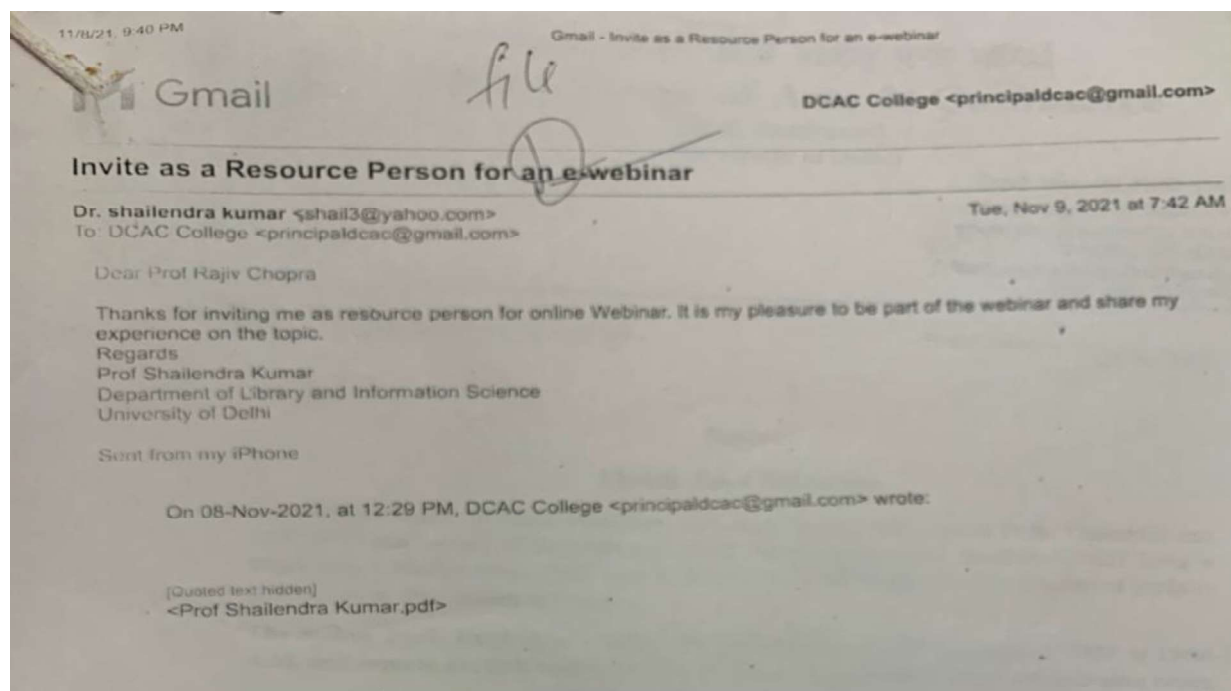 11/8/21, 9:40 PM
Gmail - Invite as a Resource Person for an e-webinar
file
Gmail
DCAC College <principaldcac@gmail.com>
Invite as a Resource Person for an e-webinar
Dr. shailendra kumar <shail3@yahoo.com>
Tue, Nov 9, 2021 at 7:42 AM
To: DCAC College <principaldcac@gmail.com>
Dear Prof Rajiv Chopra
Thanks for inviting me as resource person for online Webinar. It is my pleasure to be part of the webinar and share my
experience on the topic.
Regards
Prof Shailendra Kumar
Department of Library and Information Science
University of Delhi
Sent from my iPhone
On 08-Nov-2021, at 12:29 PM, DCAC College <principaldcac@gmail.com> wrote:
[Quoted text hidden]
<Prof Shailendra Kumar.pdf>